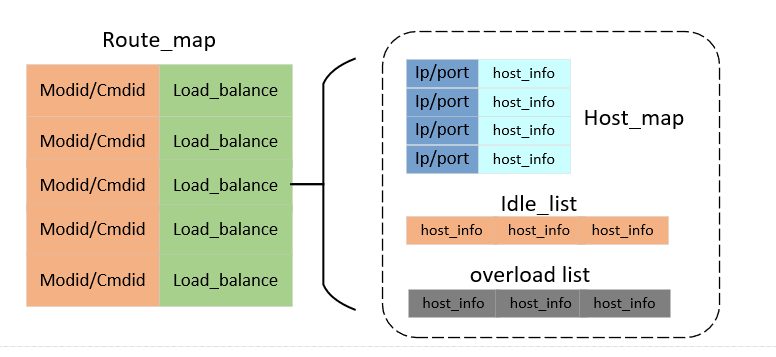 Route_map
Modid/Cmdid Load_balance
Modid/Cmdid Load_balance
Modid/Cmdid Load_balance
Modid/Cmdid Load_balance
Modid/Cmdid Load_balance
Ip/port host_info
Ip/port host_info
Ip/port host_info
Ip/port host_info
Host_map
Idle_list
host_info host_info host_info
overload list
host_info host_info host_info